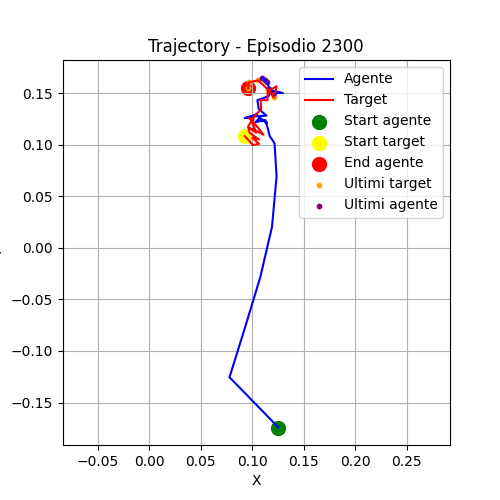 Trajectory - Episodio 2300
Agente
Target
Start agente
Start target
End agente
Ultimi target
Ultimi agente
0.15
0.10
0.05
0.00
−0.05
−0.10
−0.15
−0.05
0.00
0.05
0.10
0.15
0.20
0.25
X